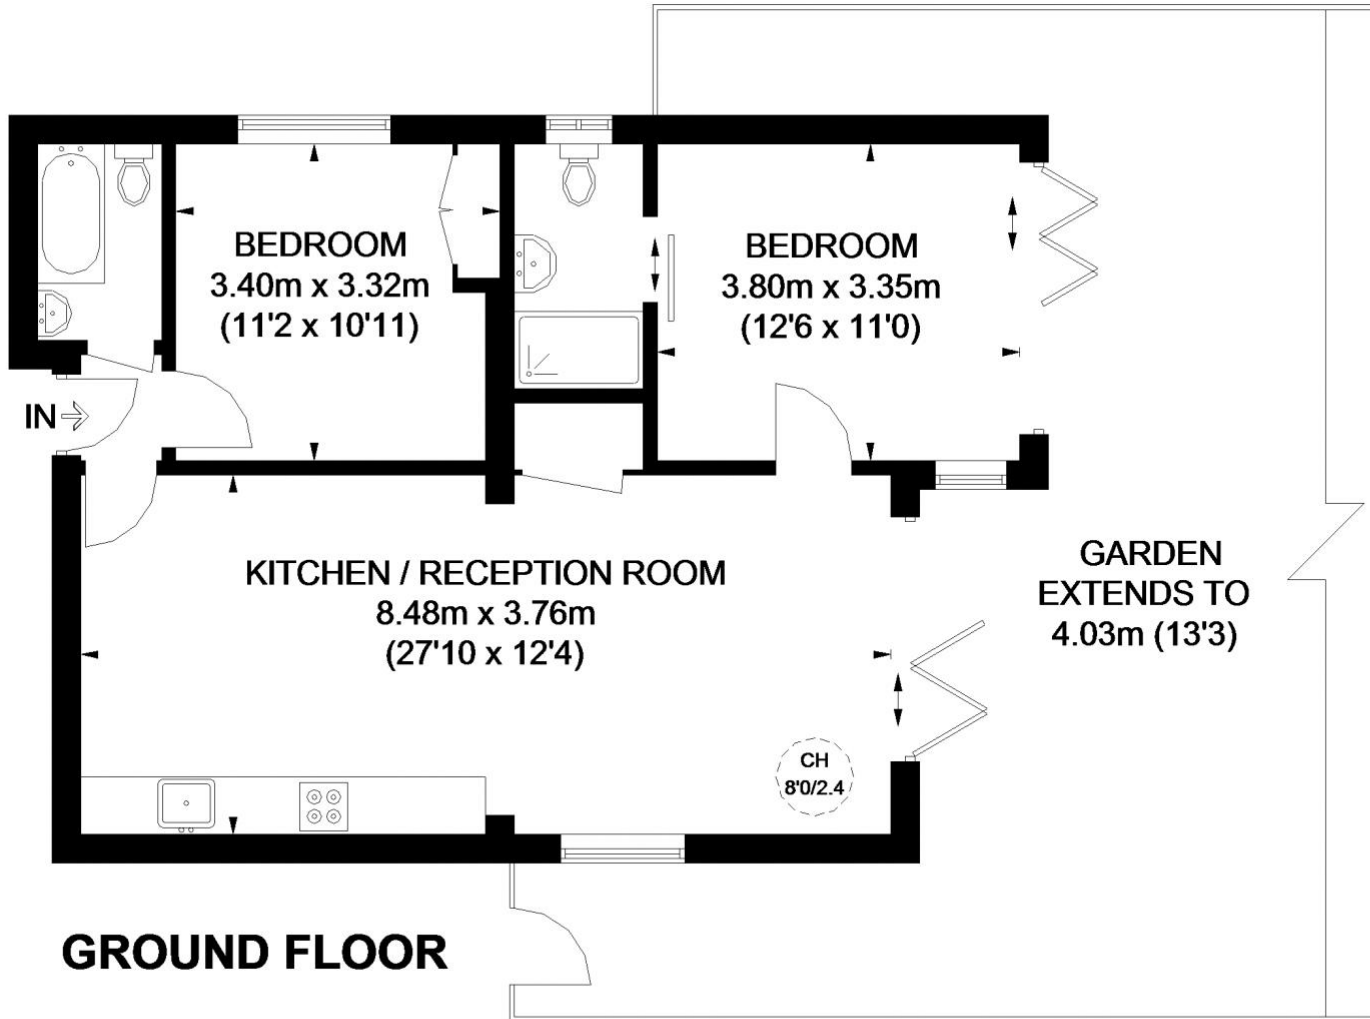 BEDROOM
3.40m x 3.32m
(11'2 x 10'11)
BEDROOM
3.80m x 3.35m
(12'6 x 11'0)
IN
KITCHEN / RECEPTION ROOM
8.48m x 3.76m
(27'10 x 12'4)
GARDEN
EXTENDS TO
4.03m (13'3)
CH
8'0/2.4
GROUND FLOOR